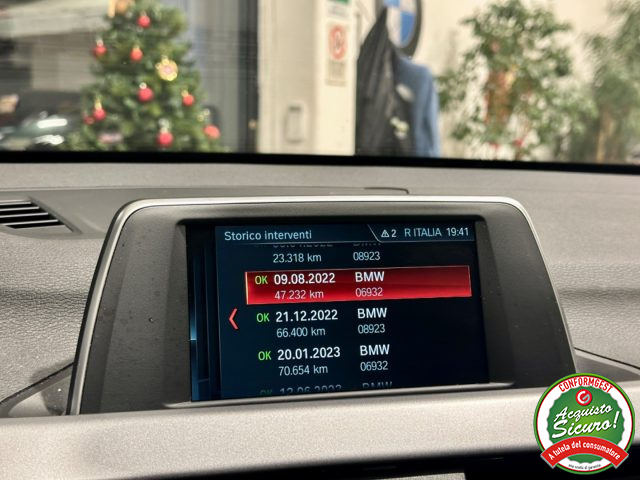 Storico interventi 2 R ITALIA 19:41
23.318 km 08923
OK 09.08.2022 BMW
47.232 km 06932
OK 21.12.2022 BMW
66.400 km 08923
OK 20.01.2023 BMW
70.654 km 06932
CONFORMGEST
Acquisto
Sicuro!
A tutela del consumatore